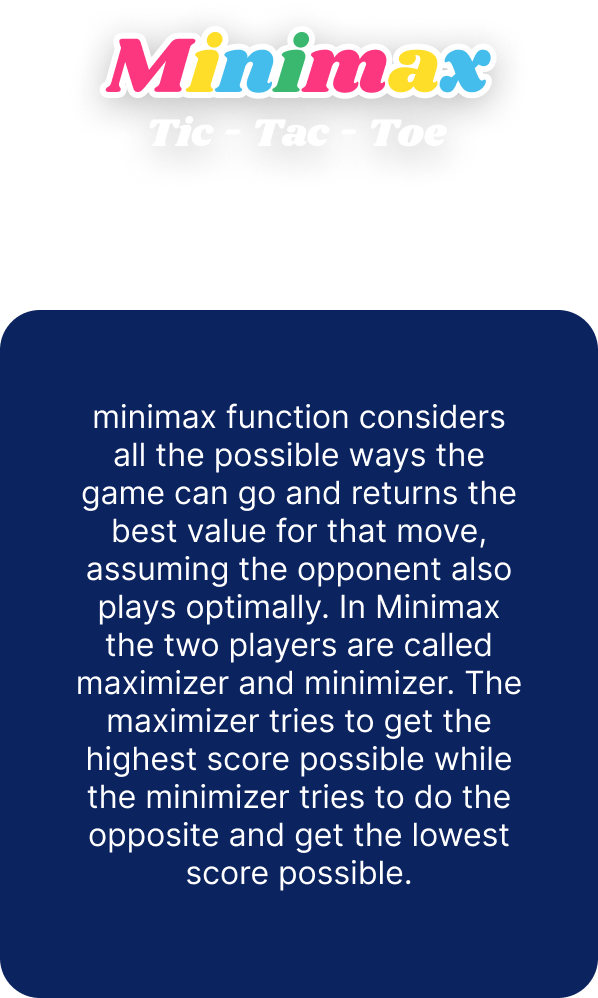 Minimax
Tic - Tac - Toe
minimax function considers
all the possible ways the
game can go and returns the
best value for that move,
assuming the opponent also
plays optimally. In Minimax
the two players are called
maximizer and minimizer. The
maximizer tries to get the
highest score possible while
the minimizer tries to do the
opposite and get the lowest
score possible.